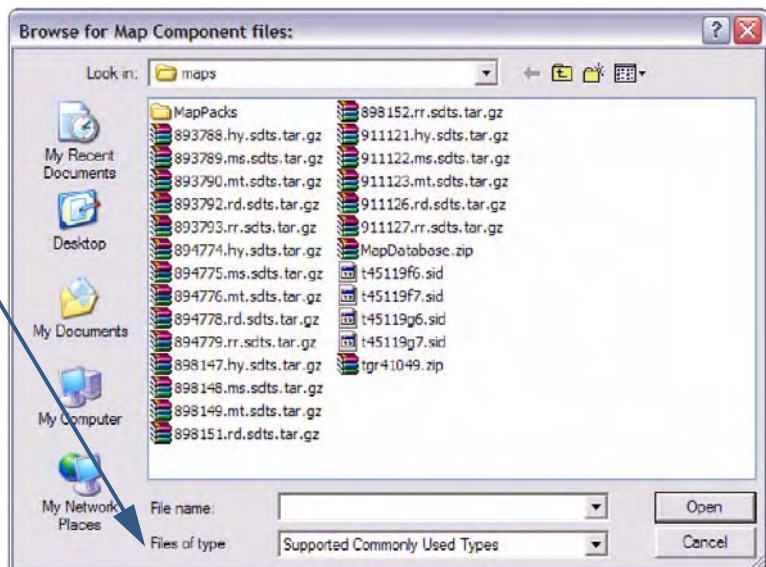 Browse for Map Component files:
Look in: maps
My Recent Documents
Desktop
My Documents
My Computer
My Network Places
MapPacks
893788.hy.sdts.tar.gz
893789.ms.sdts.tar.gz
893790.mt.sdts.tar.gz
893792.rd.sdts.tar.gz
893793.rr.sdts.tar.gz
894774.hy.sdts.tar.gz
894775.ms.sdts.tar.gz
894776.mt.sdts.tar.gz
894778.rd.sdts.tar.gz
894779.rr.sdts.tar.gz
898147.hy.sdts.tar.gz
898148.ms.sdts.tar.gz
898149.mt.sdts.tar.gz
898151.rd.sdts.tar.gz
898152.rr.sdts.tar.gz
911121.hy.sdts.tar.gz
911122.ms.sdts.tar.gz
911123.mt.sdts.tar.gz
911126.rd.sdts.tar.gz
911127.rr.sdts.tar.gz
MapDatabase.zip
t45119f6.sid
t45119f7.sid
t45119g6.sid
t45119g7.sid
tgr41049.zip
File name: Open
Files of type Supported Commonly Used Types Cancel